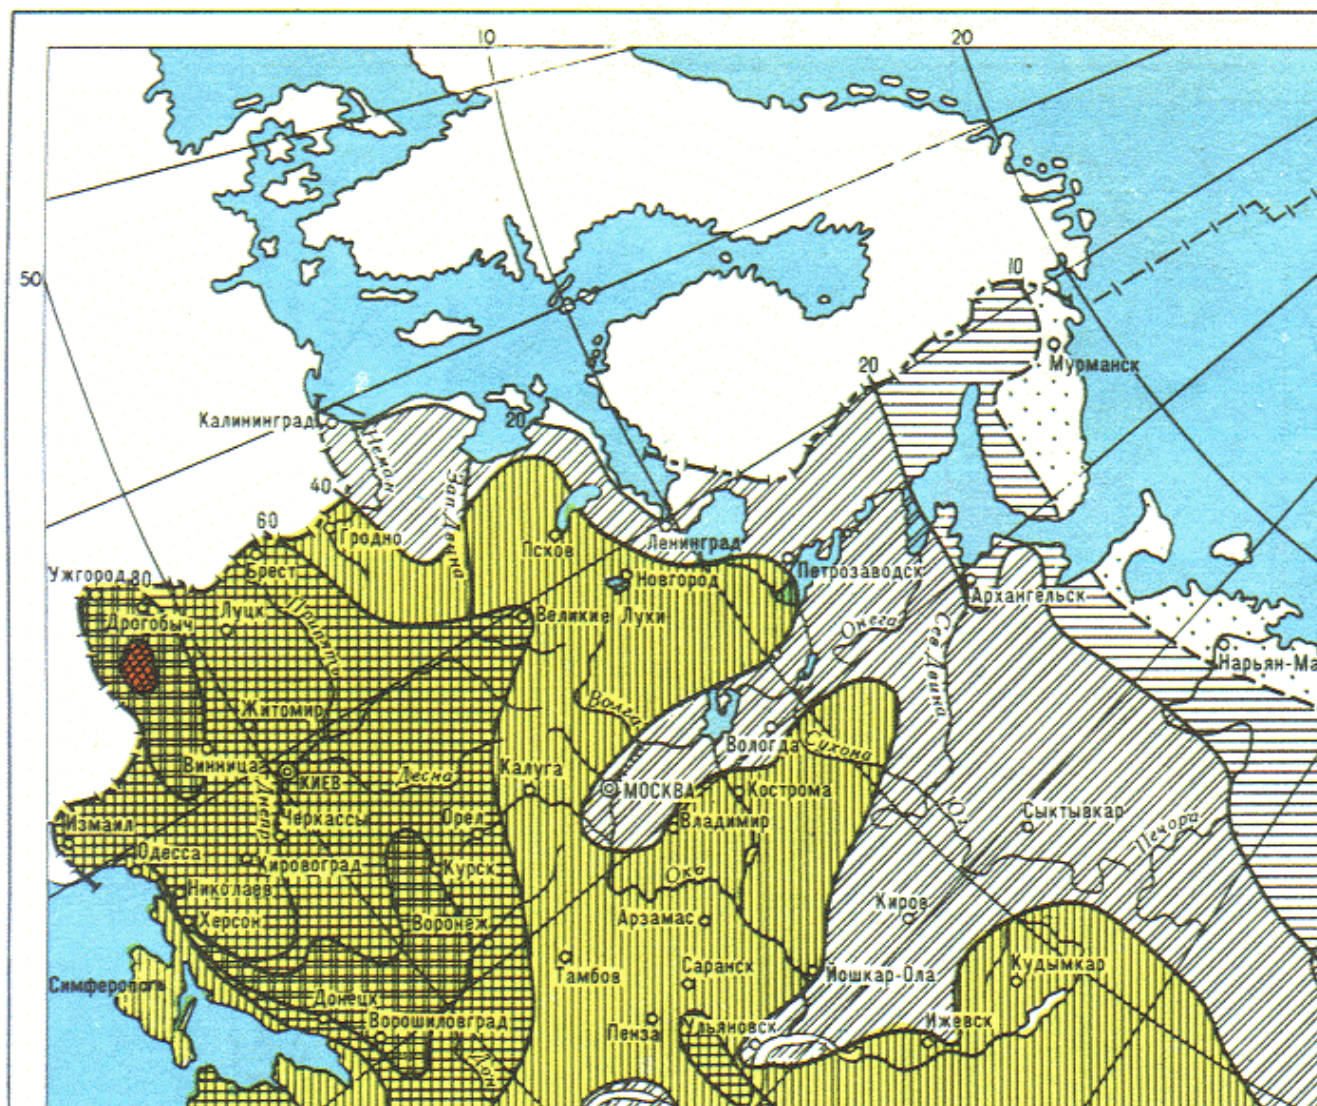 10
20
50
10
Мурманск
20
Калининград
20
Неман
Зап. Двина
40
60
Гродно
Псков
Ленинград
Брест
Новгород
Петрозаводск
Ужгород
80
Архангельск
Дрогобыч
Луцк
Припять
Великие Луки
Онега
Сев. Двина
Нарьян-Ма
Житомир
Волга
Вологда
Сухона
Винница
КИЕВ
Десна
Калуга
МОСКВА
Кострома
Юг
Сыктывкар
Печора
Днепр
Черкассы
Орел
Владимир
Измаил
Одесса
Кировоград
Курск
Ока
Николаев
Херсон
Воронеж
Арзамас
Киров
Симферополь
Тамбов
Саранск
Йошкар-Ола
Кудымкар
Донецк
Ворошиловград
Пенза
Ульяновск
Ижевск
Дон